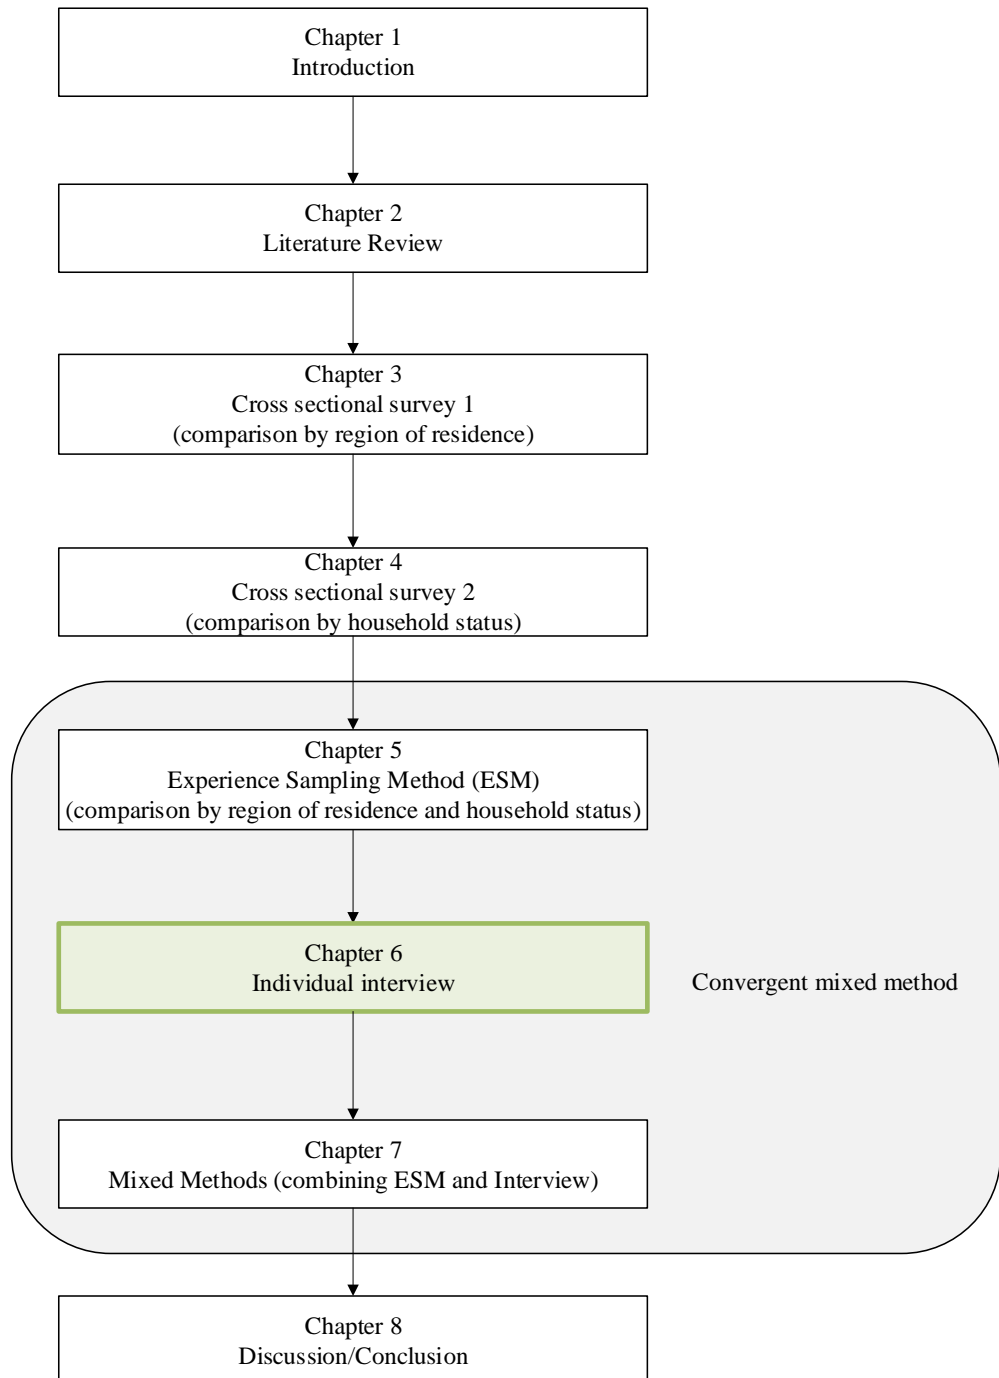 Chapter 1
Introduction
Chapter 2
Literature Review
Chapter 3
Cross sectional survey 1
(comparison by region of residence)
Chapter 4
Cross sectional survey 2
(comparison by household status)
Chapter 5
Experience Sampling Method (ESM)
(comparison by region of residence and household status)
Chapter 6
Individual interview
Convergent mixed method
Chapter 7
Mixed Methods (combining ESM and Interview)
Chapter 8
Discussion/Conclusion